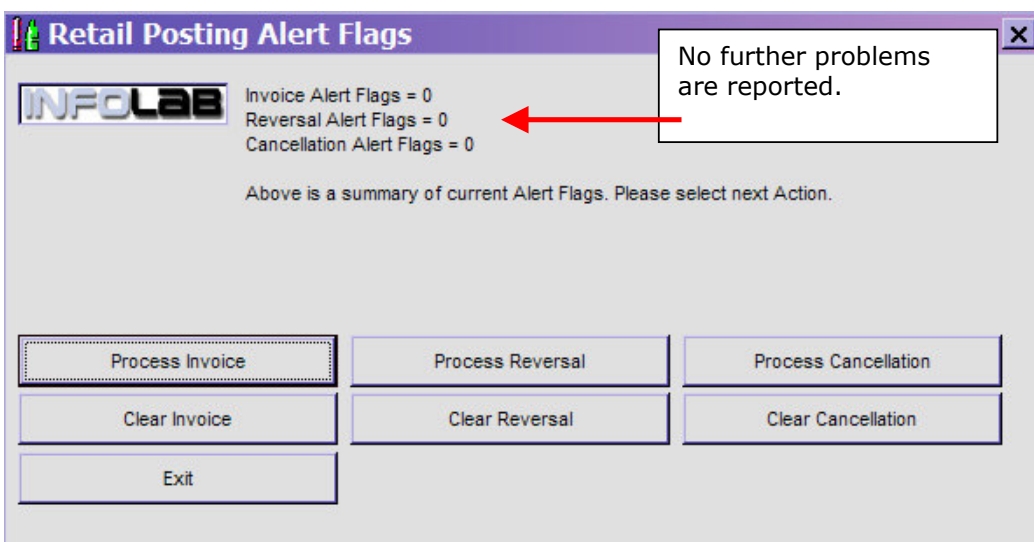 Retail Posting Alert Flags
No further problems
are reported.
INFOLAB
Invoice Alert Flags = 0
Reversal Alert Flags = 0
Cancellation Alert Flags = 0
Above is a summary of current Alert Flags. Please select next Action.
Process Invoice
Process Reversal
Process Cancellation
Clear Invoice
Clear Reversal
Clear Cancellation
Exit